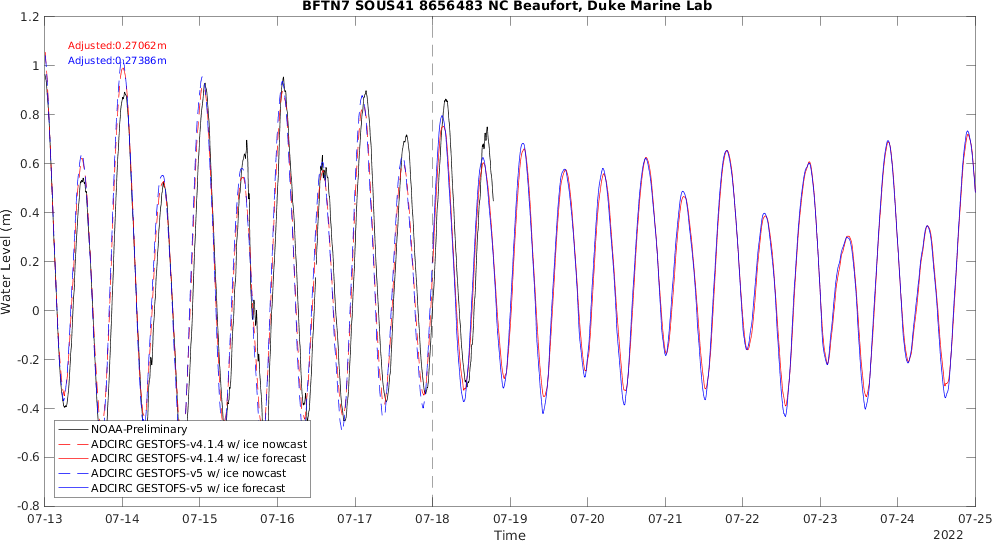 BFTN7 SOUS41 8656483 NC Beaufort, Duke Marine Lab
1.2
1
0.8
0.6
0.4
0.2
0
-0.2
-0.4
-0.6
-0.8
Water Level (m)
Adjusted:0.27062m
Adjusted:0.27386m
NOAA-Preliminary
ADCIRC GESTOFS-v4.1.4 w/ ice nowcast
ADCIRC GESTOFS-v4.1.4 w/ ice forecast
ADCIRC GESTOFS-v5 w/ ice nowcast
ADCIRC GESTOFS-v5 w/ ice forecast
07-13 07-14 07-15 07-16 07-17 07-18 07-19 07-20 07-21 07-22 07-23 07-24 07-25
Time
2022